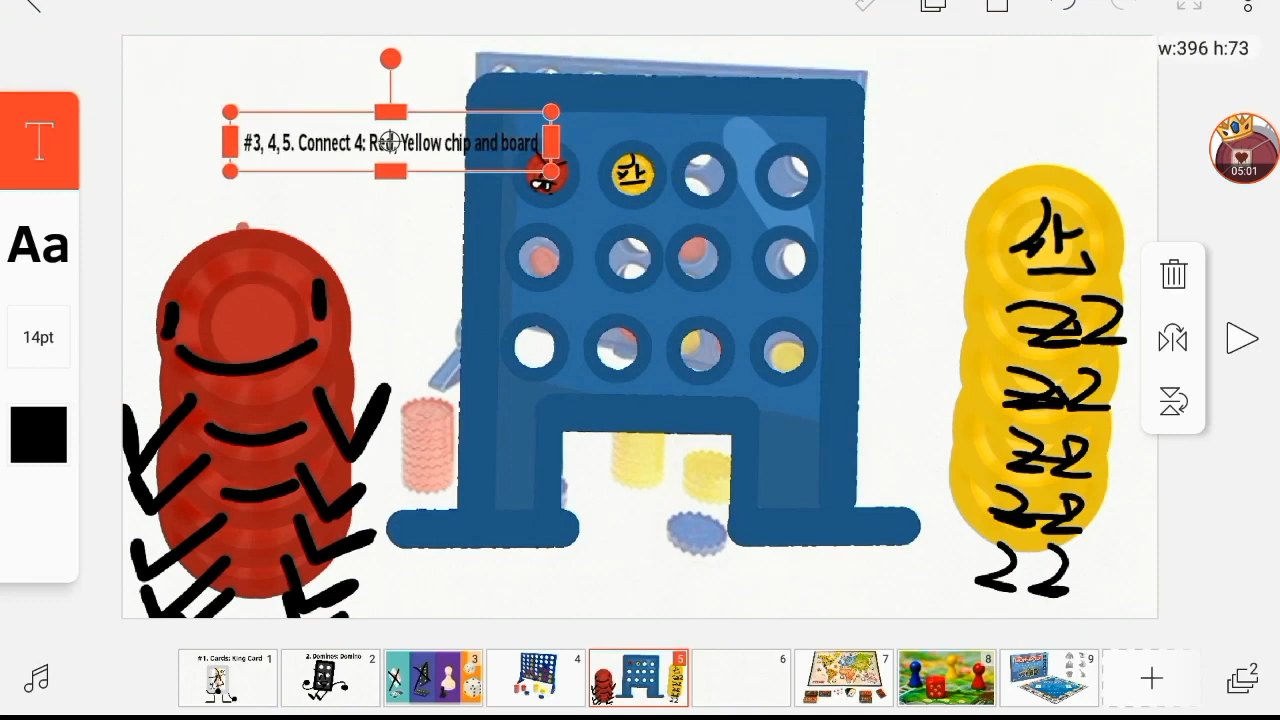 w:396 h:73
05:01
T
#3, 4, 5. Connect 4: Red, Yellow chip and board
Aa
14pt
#1. Cards: King Card 1
2. Dominos: Domino 2
3
4
5
6
7
8
9
2